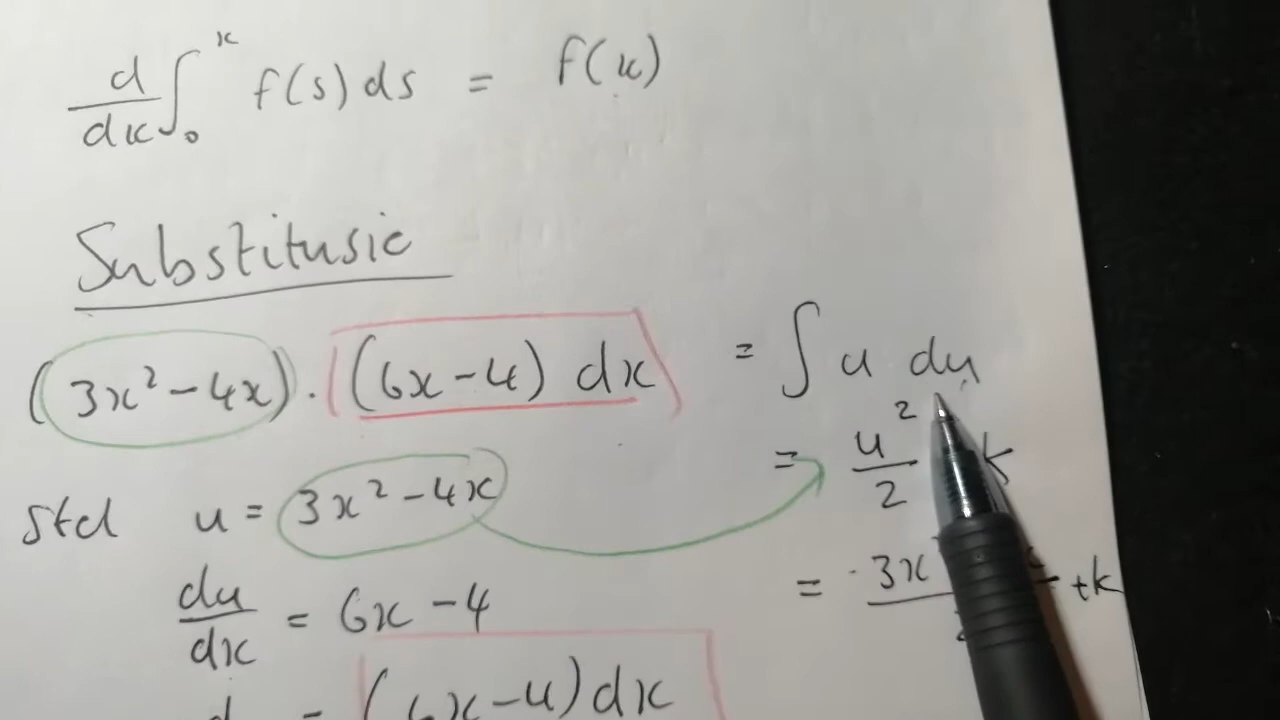 d/dx ∫₀ˣ f(s) ds = f(x)
Substitusie
(3x² - 4x) · (6x - 4) dx = ∫ u du
= u²/2 k
Stel u = 3x² - 4x
du/dx = 6x - 4
= 3x +k
= (6x - 4) dx